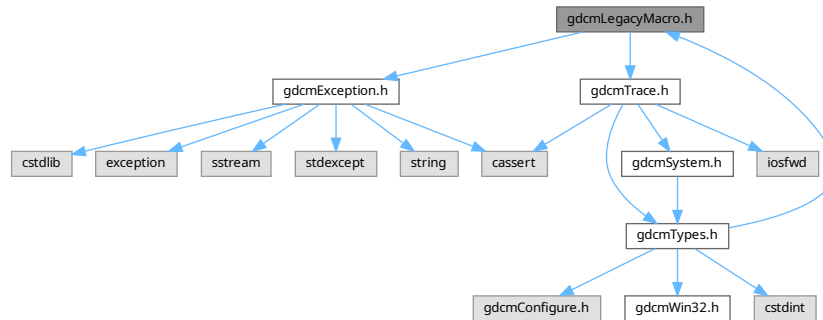 gdcmLegacyMacro.h
gdcmException.h
gdcmTrace.h
cstdlib
exception
sstream
stdexcept
string
cassert
gdcmSystem.h
iosfwd
gdcmTypes.h
gdcmConfigure.h
gdcmWin32.h
cstdint